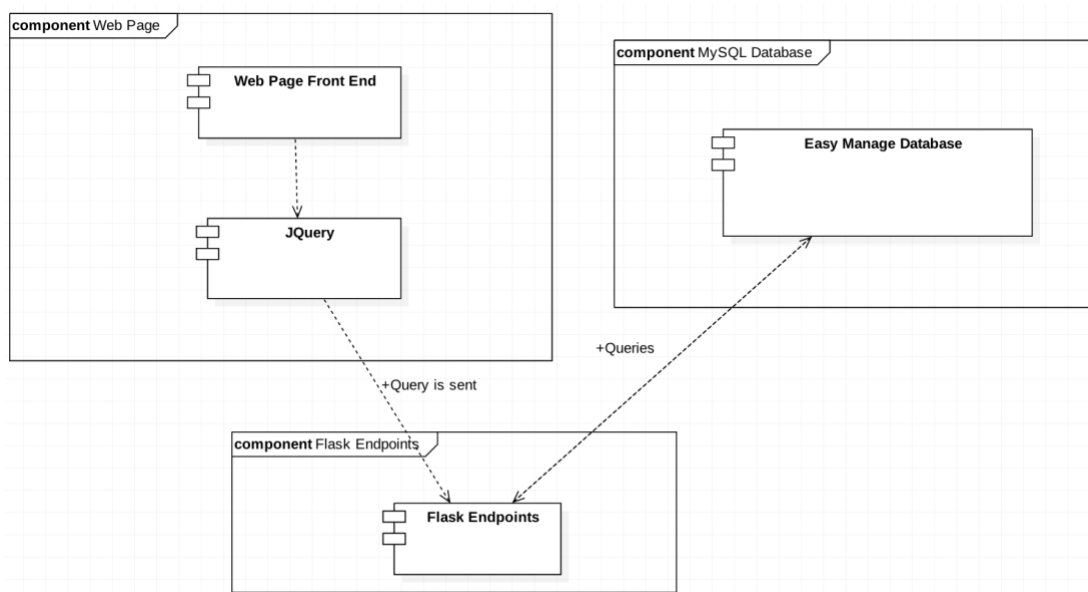 component Web Page
Web Page Front End
JQuery
component MySQL Database
Easy Manage Database
+Queries
+Query is sent
component Flask Endpoints
Flask Endpoints